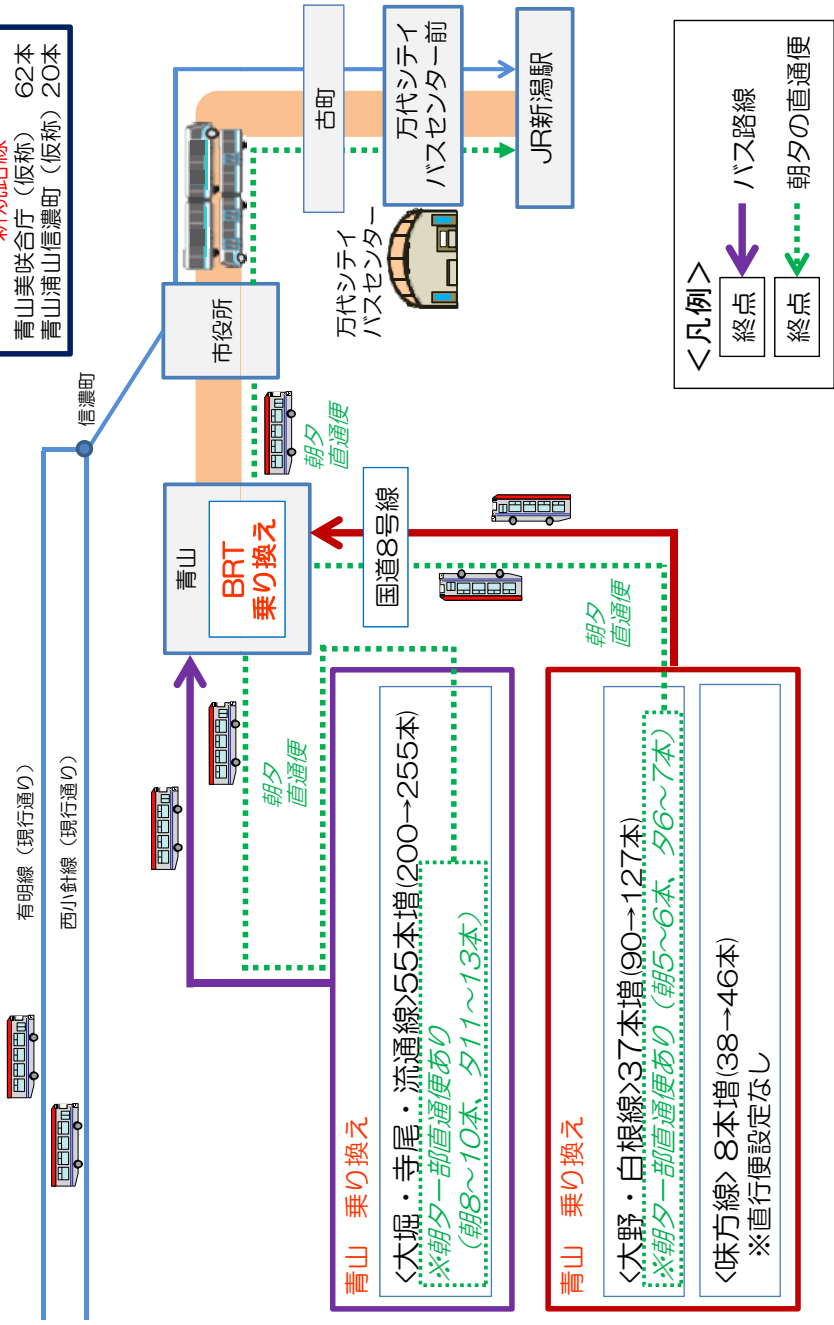 新規路線
青山美咲合庁（仮称） 62本
青山浦山信濃町（仮称）20本
有明線（現行通り）
西小針線（現行通り）
信濃町
青山
BRT
乗り換え
市役所
古町
万代シテイ
バスセンター前
JR新潟駅
万代シテイ
バスセンター
朝夕
直通便
朝夕
直通便
国道8号線
朝夕
直通便
青山　乗り換え
<大堀・寺尾・流通線>55本増(200→255本)
※朝夕一部直通便あり
（朝8～10本、夕11～13本）
青山　乗り換え
<大野・白根線>37本増(90→127本)
※朝夕一部直通便あり（朝5～6本、夕6～7本）
<味方線> 8本増(38→46本)
※直行便設定なし
＜凡例＞
終点
バス路線
終点
朝夕の直通便